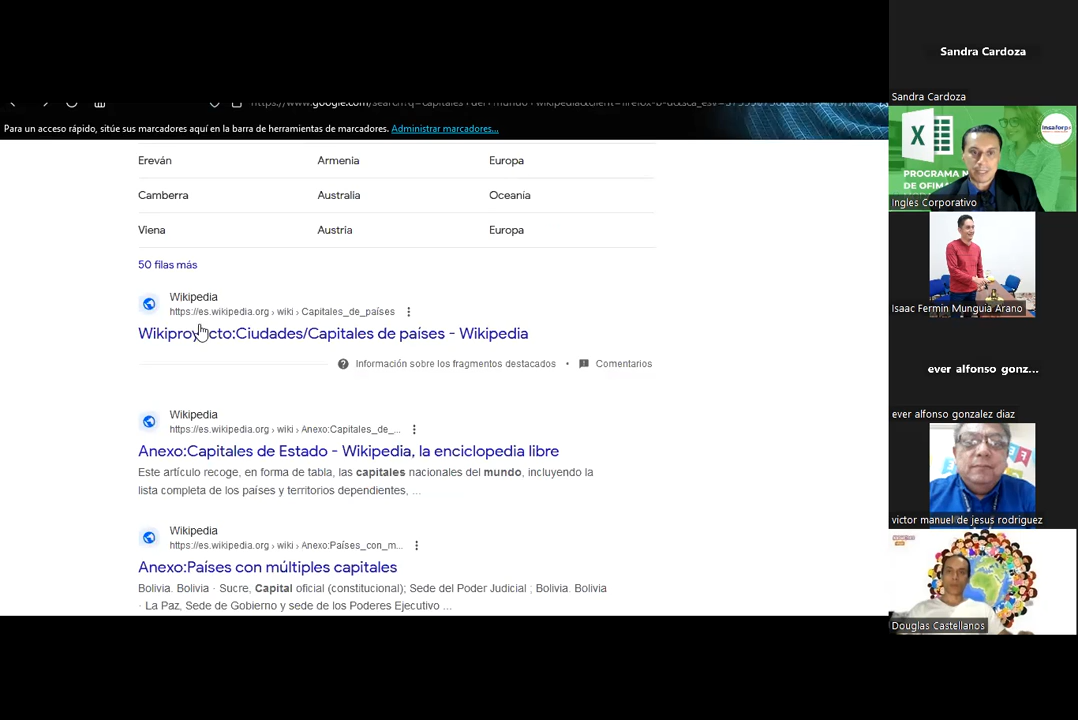 Para un acceso rápido, sitúe sus marcadores aquí en la barra de herramientas de marcadores. Administrar marcadores...
Ereván Armenia Europa
Camberra Australia Oceanía
Viena Austria Europa
50 filas más
Wikipedia
https://es.wikipedia.org › wiki › Capitales_de_países
Wikiproyecto:Ciudades/Capitales de países - Wikipedia
Información sobre los fragmentos destacados • Comentarios
Wikipedia
https://es.wikipedia.org › wiki › Anexo:Capitales_de_...
Anexo:Capitales de Estado - Wikipedia, la enciclopedia libre
Este artículo recoge, en forma de tabla, las capitales nacionales del mundo, incluyendo la
lista completa de los países y territorios dependientes, ...
Wikipedia
https://es.wikipedia.org › wiki › Anexo:Países_con_m...
Anexo:Países con múltiples capitales
Bolivia. Bolivia · Sucre, Capital oficial (constitucional); Sede del Poder Judicial ; Bolivia. Bolivia
· La Paz, Sede de Gobierno y sede de los Poderes Ejecutivo ...
Sandra Cardoza
Sandra Cardoza
insaforp
PROGRAMA N
DE OFIM
Ingles Corporativo
Isaac Fermin Munguia Arano
ever alfonso gonz...
ever alfonso gonzalez diaz
victor manuel de jesus rodriguez
Douglas Castellanos